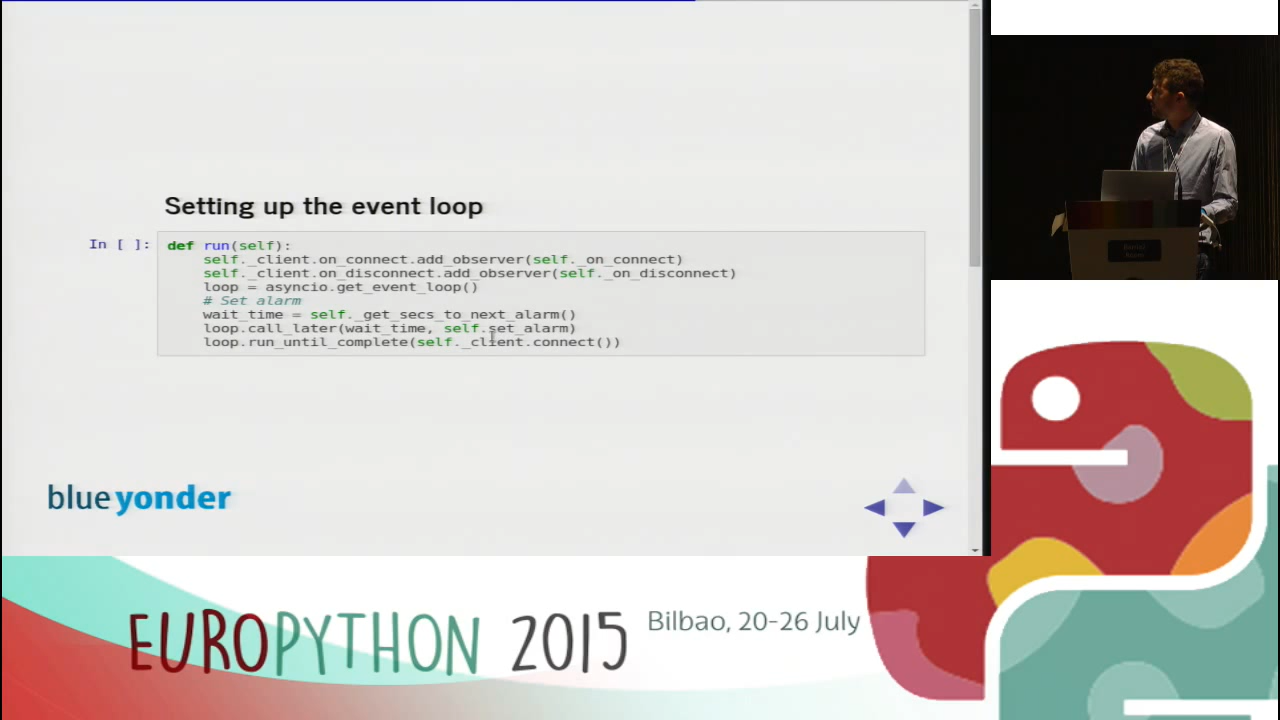 Setting up the event loop
In [ ]:
def run(self):
self._client.on_connect.add_observer(self._on_connect)
self._client.on_disconnect.add_observer(self._on_disconnect)
loop = asyncio.get_event_loop()
# Set alarm
wait_time = self._get_secs_to_next_alarm()
loop.call_later(wait_time, self.set_alarm)
loop.run_until_complete(self._client.connect())
blueyonder
EUROPYTHON 2015
Bilbao, 20-26 July